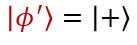 |ϕ′⟩ = |+⟩